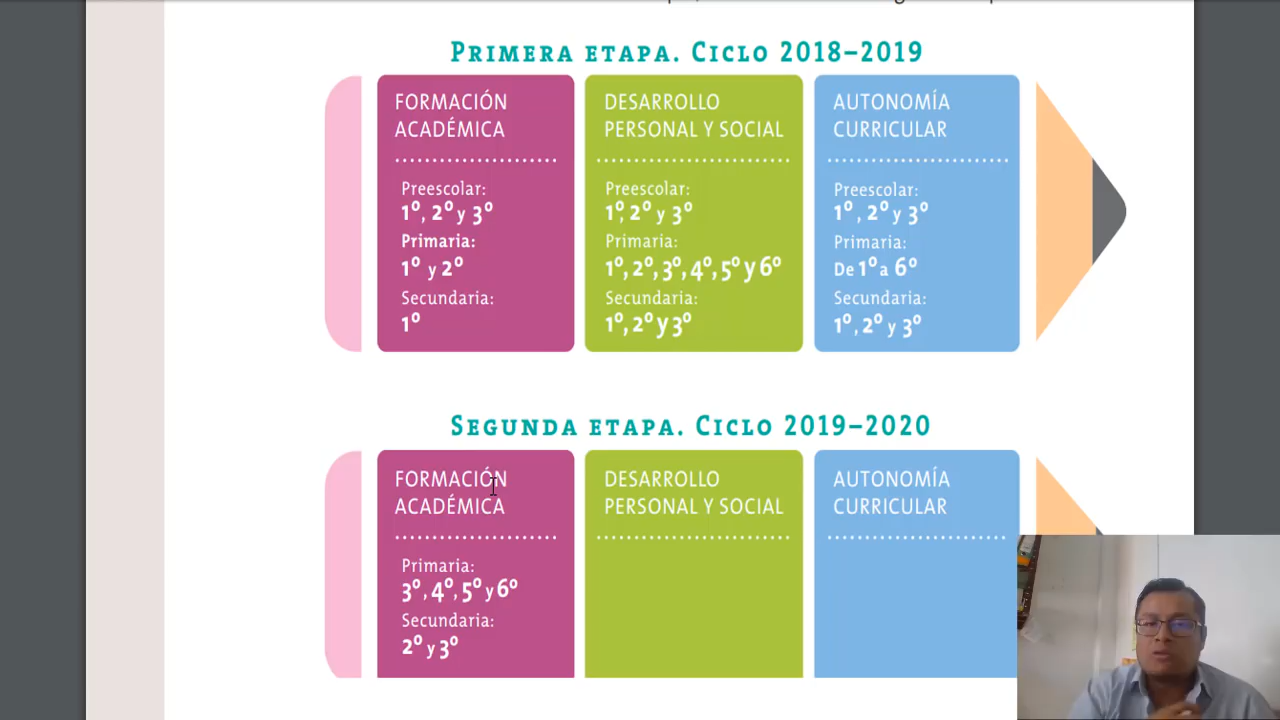 PRIMERA ETAPA. CICLO 2018–2019
FORMACIÓN
ACADÉMICA
Preescolar:
1º, 2º y 3º
Primaria:
1º y 2º
Secundaria:
1º
DESARROLLO
PERSONAL Y SOCIAL
Preescolar:
1º, 2º y 3º
Primaria:
1º, 2º, 3º, 4º, 5º y 6º
Secundaria:
1º, 2º y 3º
AUTONOMÍA
CURRICULAR
Preescolar:
1º, 2º y 3º
Primaria:
De 1º a 6º
Secundaria:
1º, 2º y 3º
SEGUNDA ETAPA. CICLO 2019–2020
FORMACIÓN
ACADÉMICA
Primaria:
3º, 4º, 5º y 6º
Secundaria:
2º y 3º
DESARROLLO
PERSONAL Y SOCIAL
AUTONOMÍA
CURRICULAR